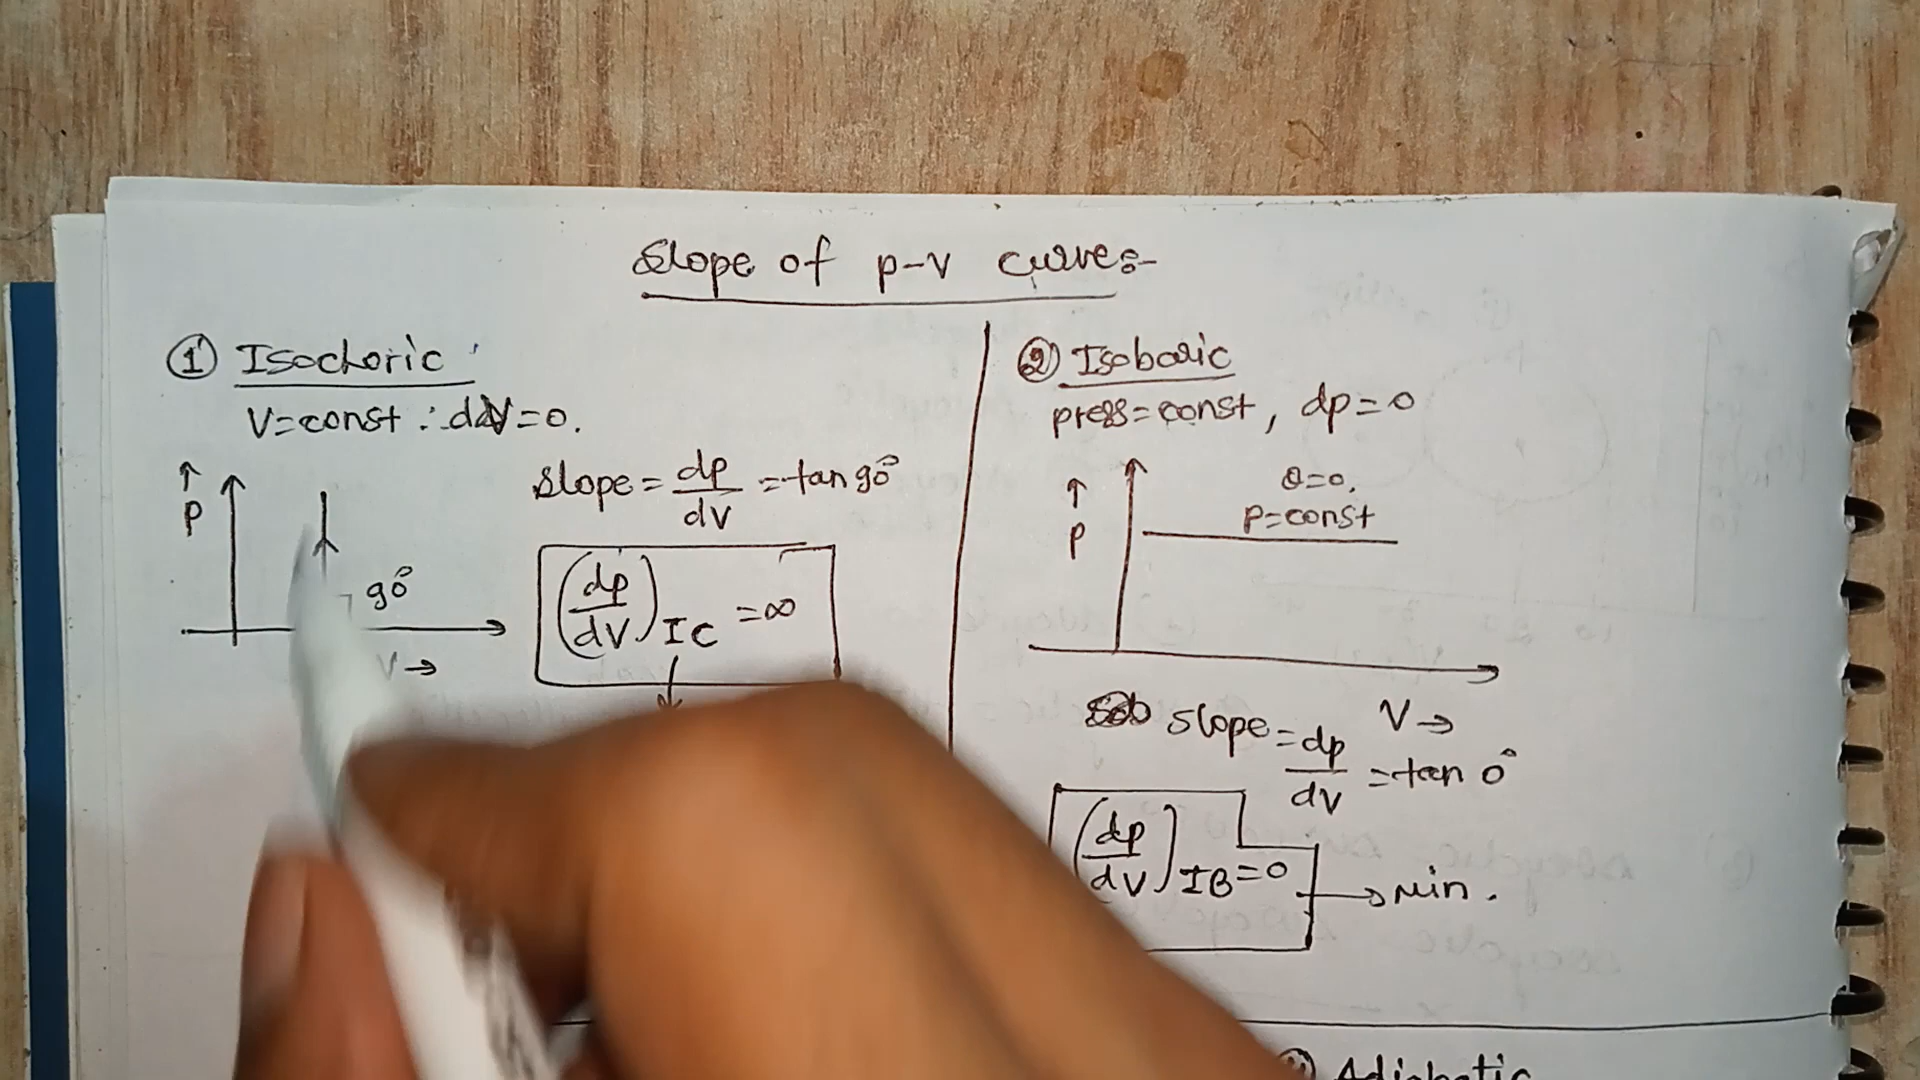 Slope of p-v curve:-
① Isochoric
V=const ∴ dV=0.
↑
P
90°
V→
Slope = dp/dV = tan 90°
(dp/dV)IC = ∞
② Isobaric
press=const, dp=0
↑
P
θ=0.
P=const
V→
Slope = dp/dV = tan 0°
(dp/dV)IB = 0 → Min.
Adiabatic